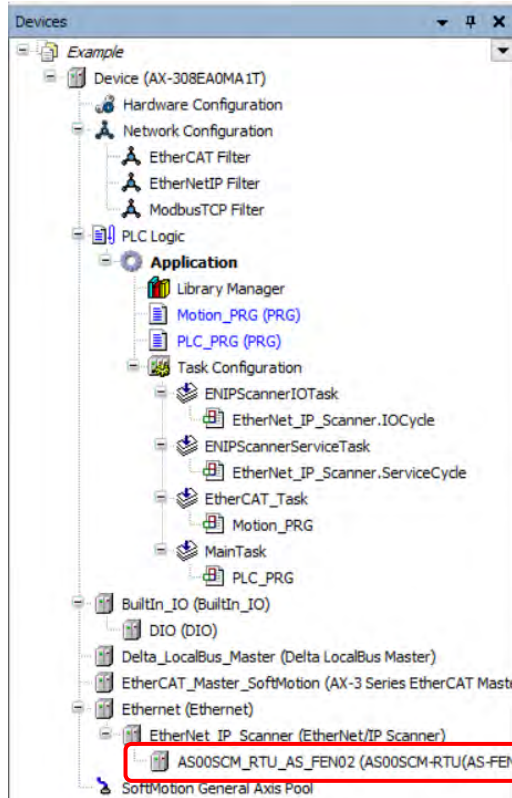 Devices
Example
Device (AX-308EA0MA1T)
Hardware Configuration
Network Configuration
EtherCAT Filter
EtherNetIP Filter
ModbusTCP Filter
PLC Logic
Application
Library Manager
Motion_PRG (PRG)
PLC_PRG (PRG)
Task Configuration
ENIPScannerIOTask
EtherNet_IP_Scanner.IOCycle
ENIPScannerServiceTask
EtherNet_IP_Scanner.ServiceCycle
EtherCAT_Task
Motion_PRG
MainTask
PLC_PRG
BuiltIn_IO (BuiltIn_IO)
DIO (DIO)
Delta_LocalBus_Master (Delta LocalBus Master)
EtherCAT_Master_SoftMotion (AX-3 Series EtherCAT Maste
Ethernet (Ethernet)
EtherNet_IP_Scanner (EtherNet/IP Scanner)
AS00SCM_RTU_AS_FEN02 (AS00SCM-RTU(AS-FEN
SoftMotion General Axis Pool